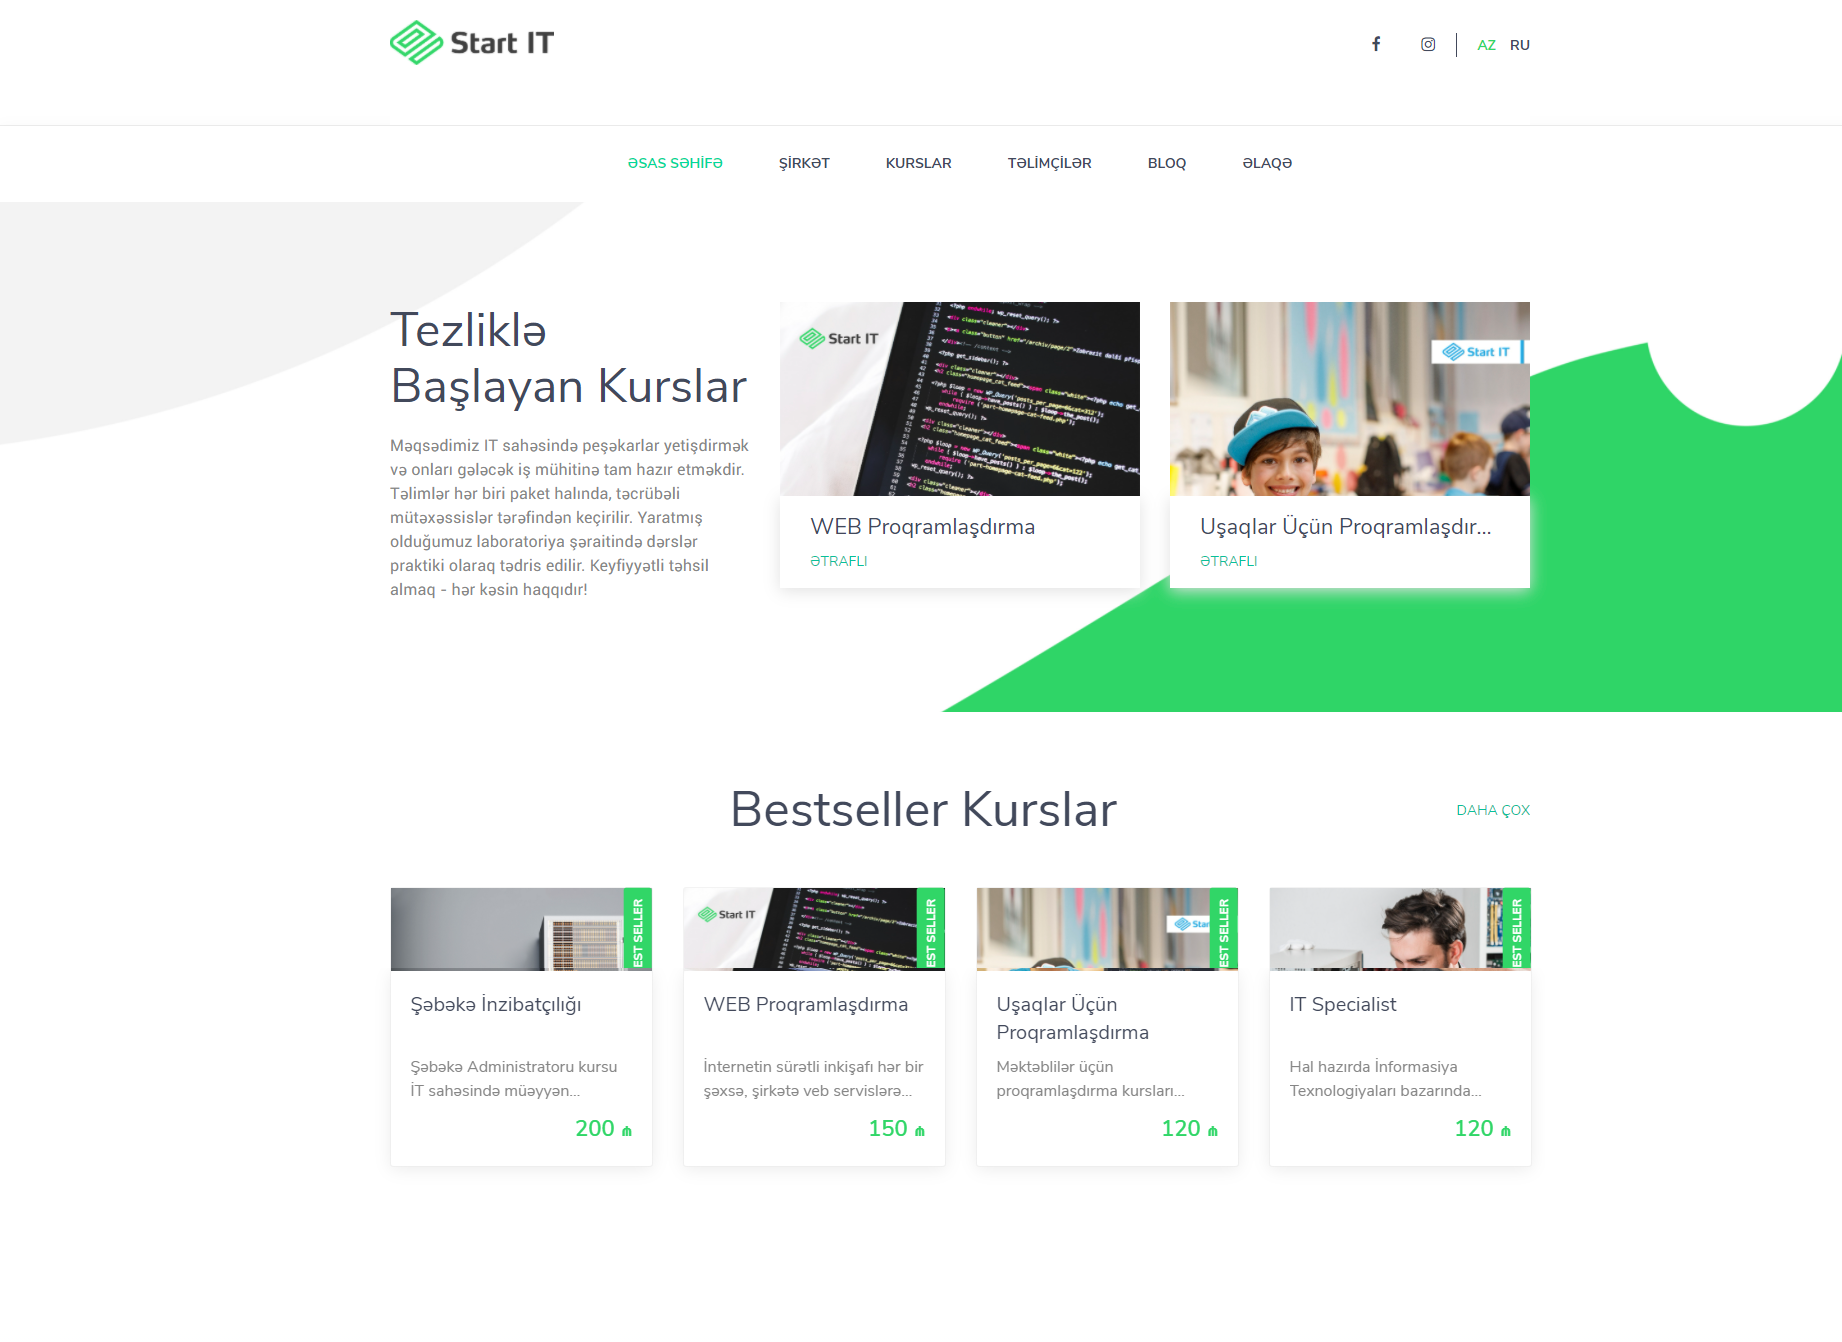 Start IT
AZ RU
ƏSAS SƏHİFƏ ŞİRKƏT KURSLAR TƏLİMÇİLƏR BLOQ ƏLAQƏ
Tezliklə
Başlayan Kurslar
Məqsədimiz IT sahəsində peşəkarlar yetişdirmək
və onları gələcək iş mühitinə tam hazır etməkdir.
Təlimlər hər biri paket halında, təcrübəli
mütəxəssislər tərəfindən keçirilir. Yaratmış
olduğumuz laboratoriya şəraitində dərslər
praktiki olaraq tədris edilir. Keyfiyyətli təhsil
almaq - hər kəsin haqqıdır!
Start IT
WEB Proqramlaşdırma
ƏTRAFLI
Start IT
Uşaqlar Üçün Proqramlaşdır...
ƏTRAFLI
Bestseller Kurslar
DAHA ÇOX
EST SELLER
Şəbəkə İnzibatçılığı
Şəbəkə Administratoru kursu
İT sahəsində müəyyən...
200 ₼
Start IT
EST SELLER
WEB Proqramlaşdırma
İnternetin sürətli inkişafı hər bir
şəxsə, şirkətə veb servislərə...
150 ₼
Star
EST SELLER
Uşaqlar Üçün
Proqramlaşdırma
Məktəblilər üçün
proqramlaşdırma kursları...
120 ₼
EST SELLER
IT Specialist
Hal hazırda İnformasiya
Texnologiyaları bazarında...
120 ₼